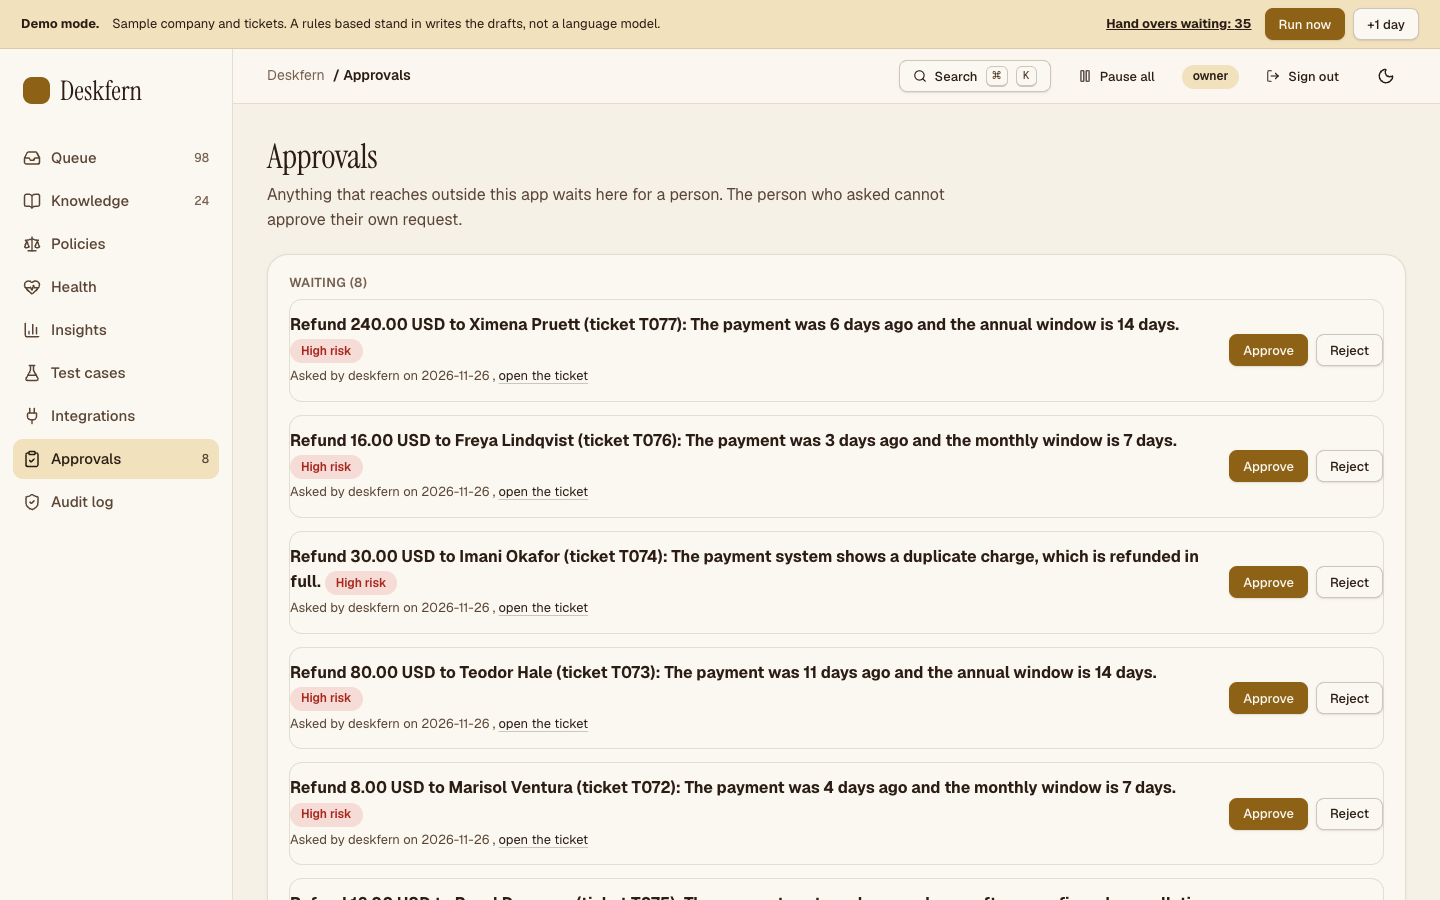 Demo mode. Sample company and tickets. A rules based stand in writes the drafts, not a language model. Hand overs waiting: 35 Run now +1 day
Deskfern
Deskfern / Approvals
Search ⌘ K
Pause all
owner
Sign out
Queue 98
Knowledge 24
Policies
Health
Insights
Test cases
Integrations
Approvals 8
Audit log
Approvals
Anything that reaches outside this app waits here for a person. The person who asked cannot
approve their own request.
WAITING (8)
Refund 240.00 USD to Ximena Pruett (ticket T077): The payment was 6 days ago and the annual window is 14 days.
High risk
Asked by deskfern on 2026-11-26 , open the ticket
Approve Reject
Refund 16.00 USD to Freya Lindqvist (ticket T076): The payment was 3 days ago and the monthly window is 7 days.
High risk
Asked by deskfern on 2026-11-26 , open the ticket
Approve Reject
Refund 30.00 USD to Imani Okafor (ticket T074): The payment system shows a duplicate charge, which is refunded in
full. High risk
Asked by deskfern on 2026-11-26 , open the ticket
Approve Reject
Refund 80.00 USD to Teodor Hale (ticket T073): The payment was 11 days ago and the annual window is 14 days.
High risk
Asked by deskfern on 2026-11-26 , open the ticket
Approve Reject
Refund 8.00 USD to Marisol Ventura (ticket T072): The payment was 4 days ago and the monthly window is 7 days.
High risk
Asked by deskfern on 2026-11-26 , open the ticket
Approve Reject